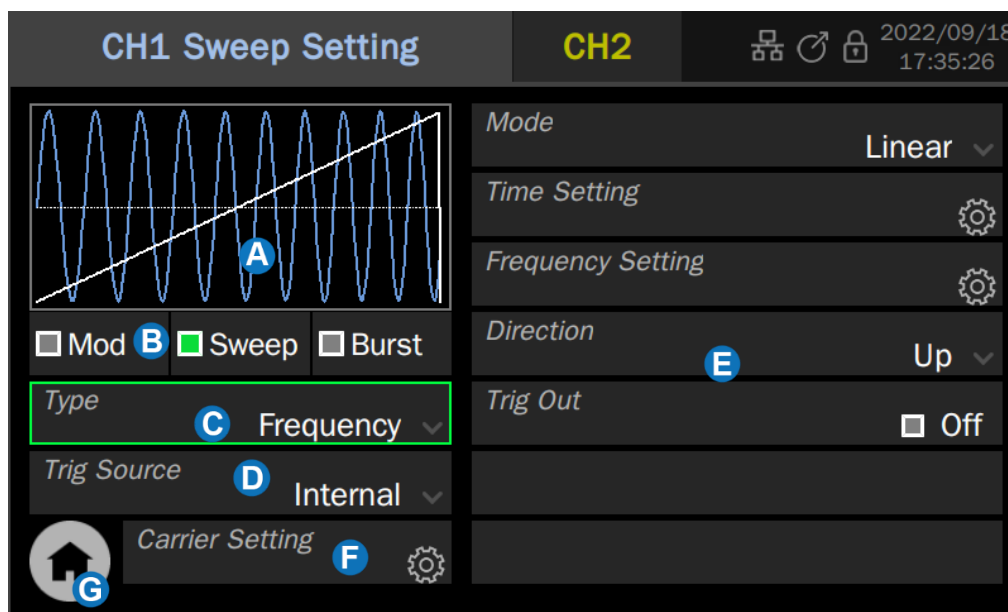 CH1 Sweep Setting
CH2
2022/09/18
17:35:26
A
Mod
B
Sweep
Burst
Type
C
Frequency
Trig Source
D
Internal
Carrier Setting
F
G
Mode
Linear
Time Setting
Frequency Setting
Direction
E
Up
Trig Out
Off